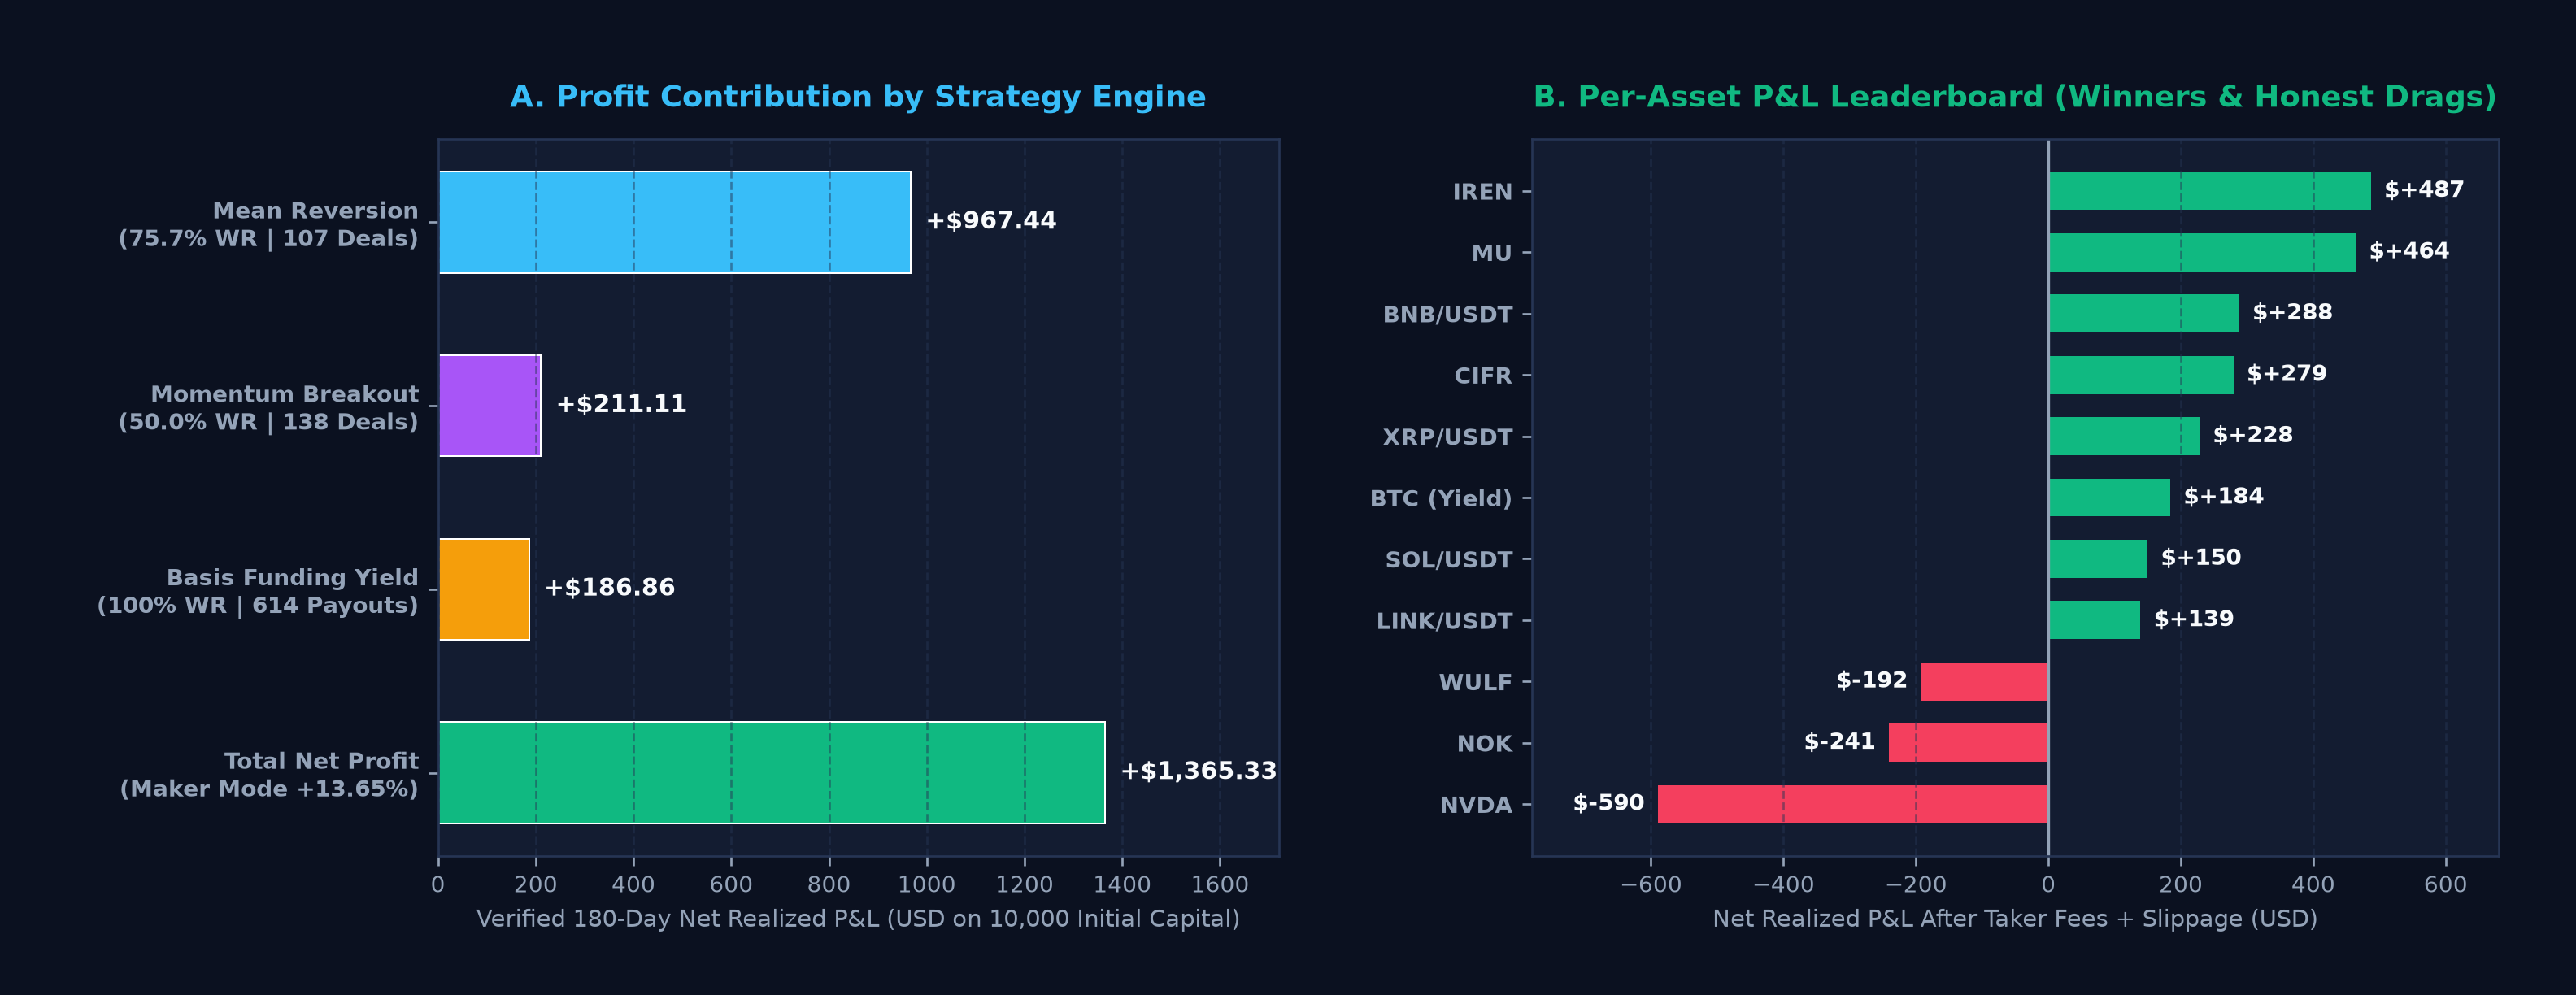 A. Profit Contribution by Strategy Engine
Mean Reversion
(75.7% WR | 107 Deals)
+$967.44
Momentum Breakout
(50.0% WR | 138 Deals)
+$211.11
Basis Funding Yield
(100% WR | 614 Payouts)
+$186.86
Total Net Profit
(Maker Mode +13.65%)
+$1,365.33
0 200 400 600 800 1000 1200 1400 1600
Verified 180-Day Net Realized P&L (USD on 10,000 Initial Capital)
B. Per-Asset P&L Leaderboard (Winners & Honest Drags)
IREN $+487
MU $+464
BNB/USDT $+288
CIFR $+279
XRP/USDT $+228
BTC (Yield) $+184
SOL/USDT $+150
LINK/USDT $+139
WULF $-192
NOK $-241
NVDA $-590
−600 −400 −200 0 200 400 600
Net Realized P&L After Taker Fees + Slippage (USD)